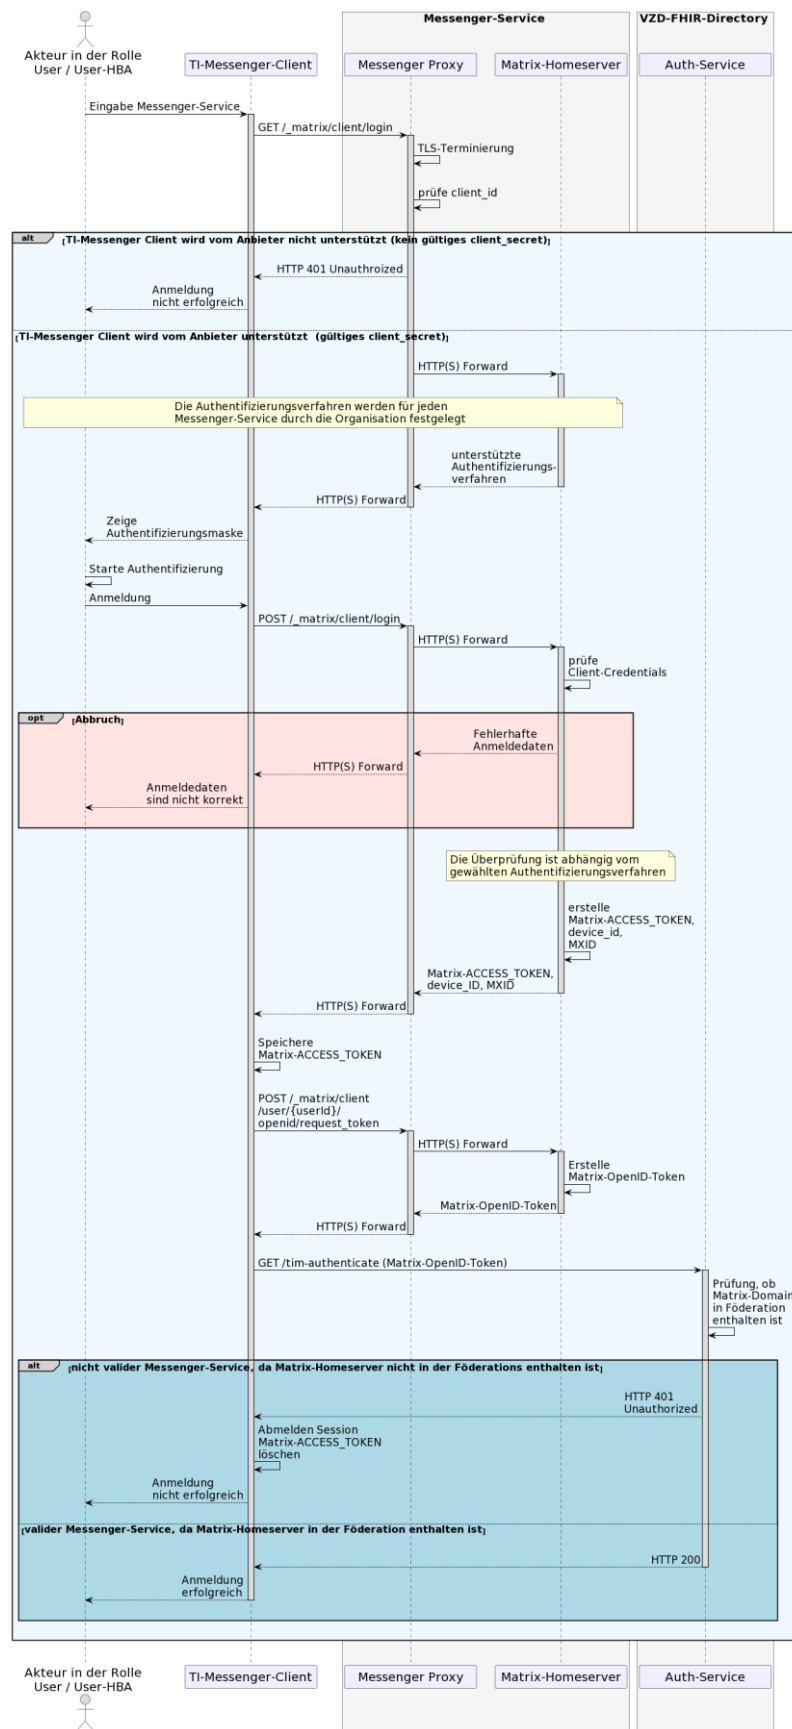 Messenger-Service
VZD-FHIR-Directory
Akteur in der Rolle
User / User-HBA
TI-Messenger-Client
Messenger Proxy
Matrix-Homeserver
Auth-Service
Eingabe Messenger-Service
GET /_matrix/client/login
TLS-Terminierung
prüfe client_id
alt
[TI-Messenger Client wird vom Anbieter nicht unterstützt (kein gültiges client_secret)]
HTTP 401 Unauthroized
Anmeldung
nicht erfolgreich
[TI-Messenger Client wird vom Anbieter unterstützt  (gültiges client_secret)]
HTTP(S) Forward
Die Authentifizierungsverfahren werden für jeden
Messenger-Service durch die Organisation festgelegt
unterstützte
Authentifizierungs-
verfahren
HTTP(S) Forward
Zeige
Authentifizierungsmaske
Starte Authentifizierung
Anmeldung
POST /_matrix/client/login
HTTP(S) Forward
prüfe
Client-Credentials
opt
[Abbruch]
Fehlerhafte
Anmeldedaten
HTTP(S) Forward
Anmeldedaten
sind nicht korrekt
Die Überprüfung ist abhängig vom
gewählten Authentifizierungsverfahren
erstelle
Matrix-ACCESS_TOKEN,
device_id,
MXID
Matrix-ACCESS_TOKEN,
device_ID, MXID
HTTP(S) Forward
Speichere
Matrix-ACCESS_TOKEN
POST /_matrix/client
/user/{userId}/
openid/request_token
HTTP(S) Forward
Erstelle
Matrix-OpenID-Token
Matrix-OpenID-Token
HTTP(S) Forward
GET /tim-authenticate (Matrix-OpenID-Token)
Prüfung, ob
Matrix-Domain
in Föderation
enthalten ist
alt
[nicht valider Messenger-Service, da Matrix-Homeserver nicht in der Föderations enthalten ist]
HTTP 401
Unauthorized
Abmelden Session
Matrix-ACCESS_TOKEN
löschen
Anmeldung
nicht erfolgreich
[valider Messenger-Service, da Matrix-Homeserver in der Föderation enthalten ist]
HTTP 200
Anmeldung
erfolgreich
Akteur in der Rolle
User / User-HBA
TI-Messenger-Client
Messenger Proxy
Matrix-Homeserver
Auth-Service